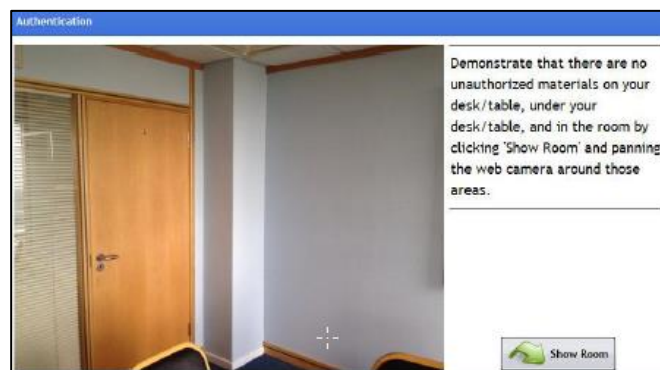 Authentication
Demonstrate that there are no
unauthorized materials on your
desk/table, under your
desk/table, and in the room by
clicking 'Show Room' and panning
the web camera around those
areas.
Show Room